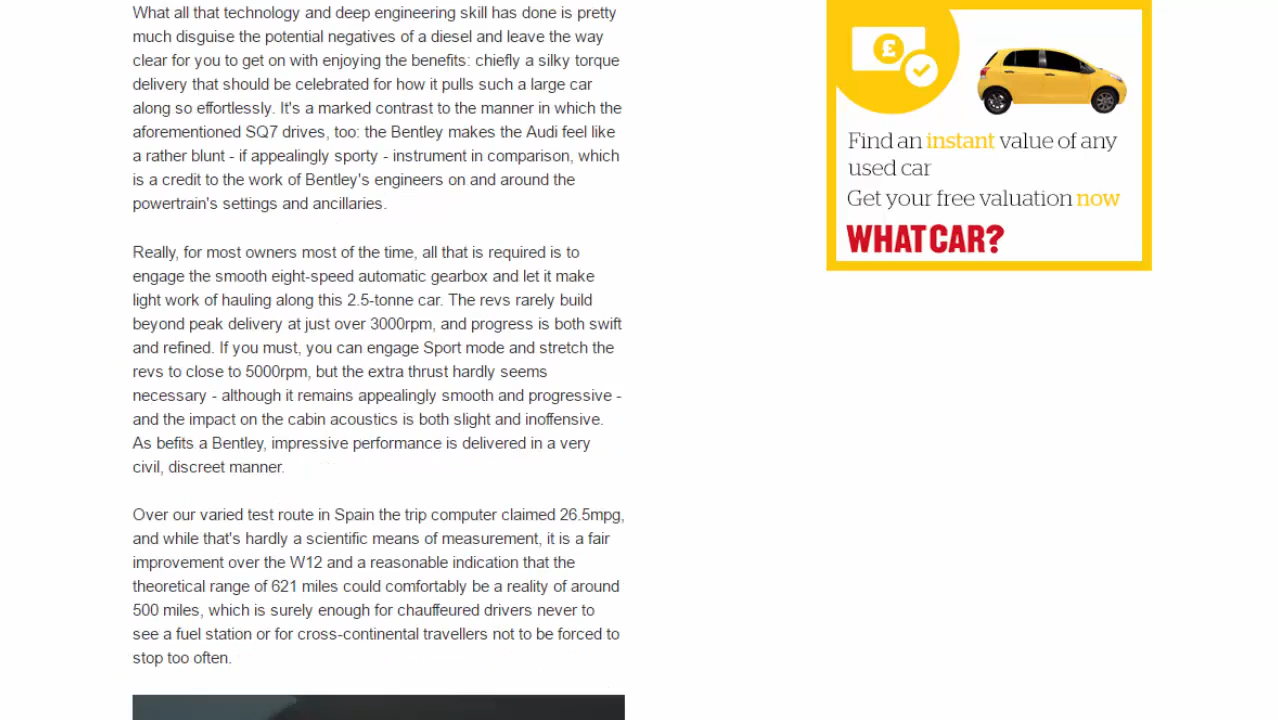 What all that technology and deep engineering skill has done is pretty
much disguise the potential negatives of a diesel and leave the way
clear for you to get on with enjoying the benefits: chiefly a silky torque
delivery that should be celebrated for how it pulls such a large car
along so effortlessly. It's a marked contrast to the manner in which the
aforementioned SQ7 drives, too: the Bentley makes the Audi feel like
a rather blunt - if appealingly sporty - instrument in comparison, which
is a credit to the work of Bentley's engineers on and around the
powertrain's settings and ancillaries.
Really, for most owners most of the time, all that is required is to
engage the smooth eight-speed automatic gearbox and let it make
light work of hauling along this 2.5-tonne car. The revs rarely build
beyond peak delivery at just over 3000rpm, and progress is both swift
and refined. If you must, you can engage Sport mode and stretch the
revs to close to 5000rpm, but the extra thrust hardly seems
necessary - although it remains appealingly smooth and progressive -
and the impact on the cabin acoustics is both slight and inoffensive.
As befits a Bentley, impressive performance is delivered in a very
civil, discreet manner.
Over our varied test route in Spain the trip computer claimed 26.5mpg,
and while that's hardly a scientific means of measurement, it is a fair
improvement over the W12 and a reasonable indication that the
theoretical range of 621 miles could comfortably be a reality of around
500 miles, which is surely enough for chauffeured drivers never to
see a fuel station or for cross-continental travellers not to be forced to
stop too often.
£
Find an instant value of any
used car
Get your free valuation now
WHAT CAR?